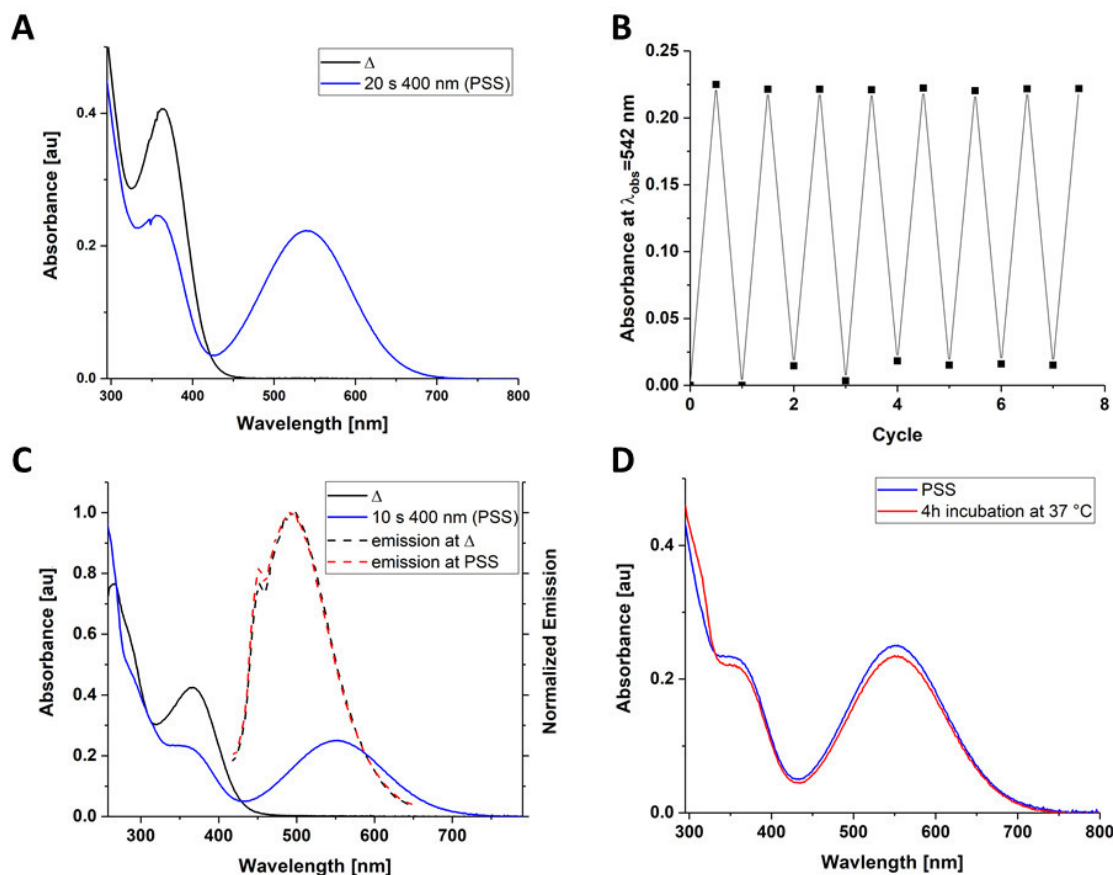 A
Δ
20 s 400 nm (PSS)
0.4
0.2
0.0
300 400 500 600 700 800
Absorbance [au]
Wavelength [nm]
B
0.25
0.20
0.15
0.10
0.05
0.00
0 2 4 6 8
Absorbance at λobs=542 nm
Cycle
C
Δ
10 s 400 nm (PSS)
emission at Δ
emission at PSS
1.0
0.8
0.6
0.4
0.2
0.0
300 400 500 600 700
Absorbance [au]
Normalized Emission
Wavelength [nm]
D
PSS
4h incubation at 37 °C
0.4
0.2
0.0
300 400 500 600 700 800
Absorbance [au]
Wavlength [nm]